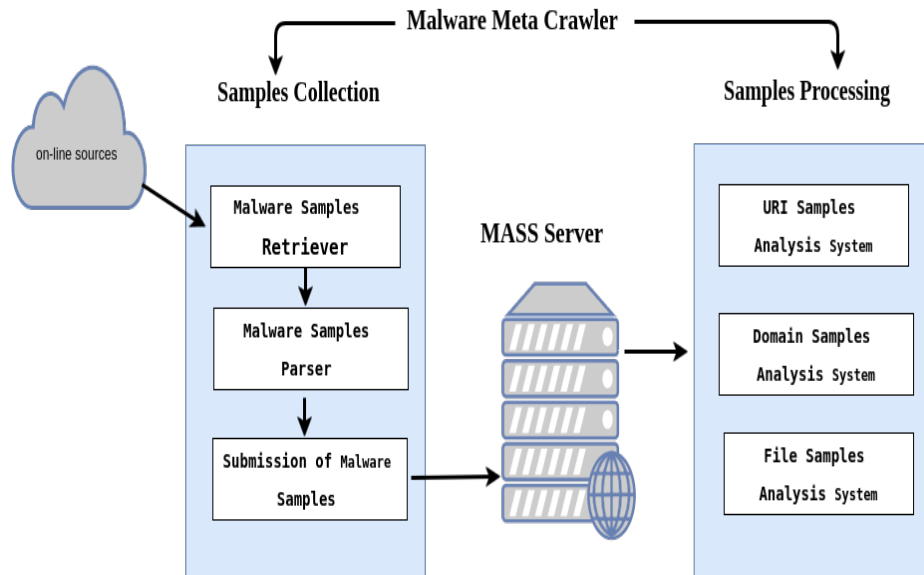 Malware Meta Crawler
Samples Collection
Samples Processing
on-line sources
Malware Samples
Retriever
Malware Samples
Parser
Submission of Malware
Samples
MASS Server
URI Samples
Analysis System
Domain Samples
Analysis System
File Samples
Analysis System